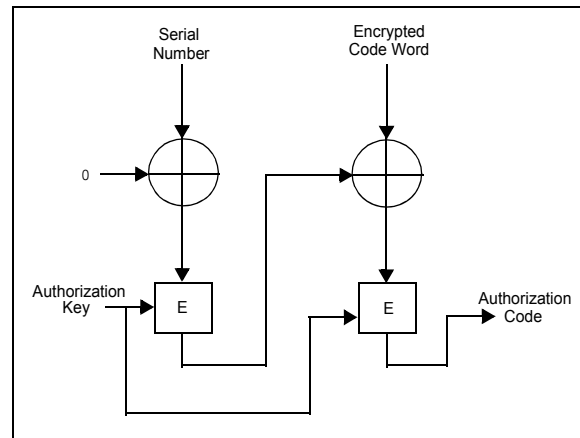 Serial
Number
Encrypted
Code Word
0
Authorization
Key
E
E
Authorization
Code